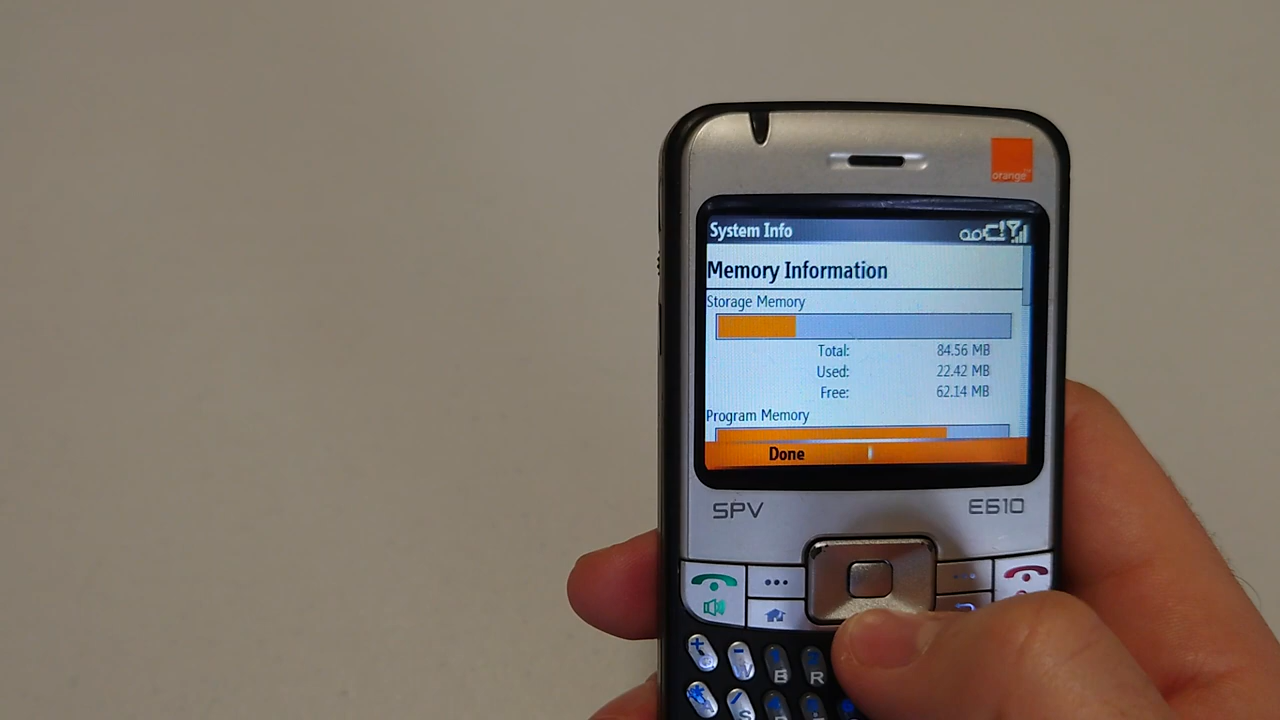 orange™
System Info
Memory Information
Storage Memory
Total: 84.56 MB
Used: 22.42 MB
Free: 62.14 MB
Program Memory
Done
SPV E610
E R